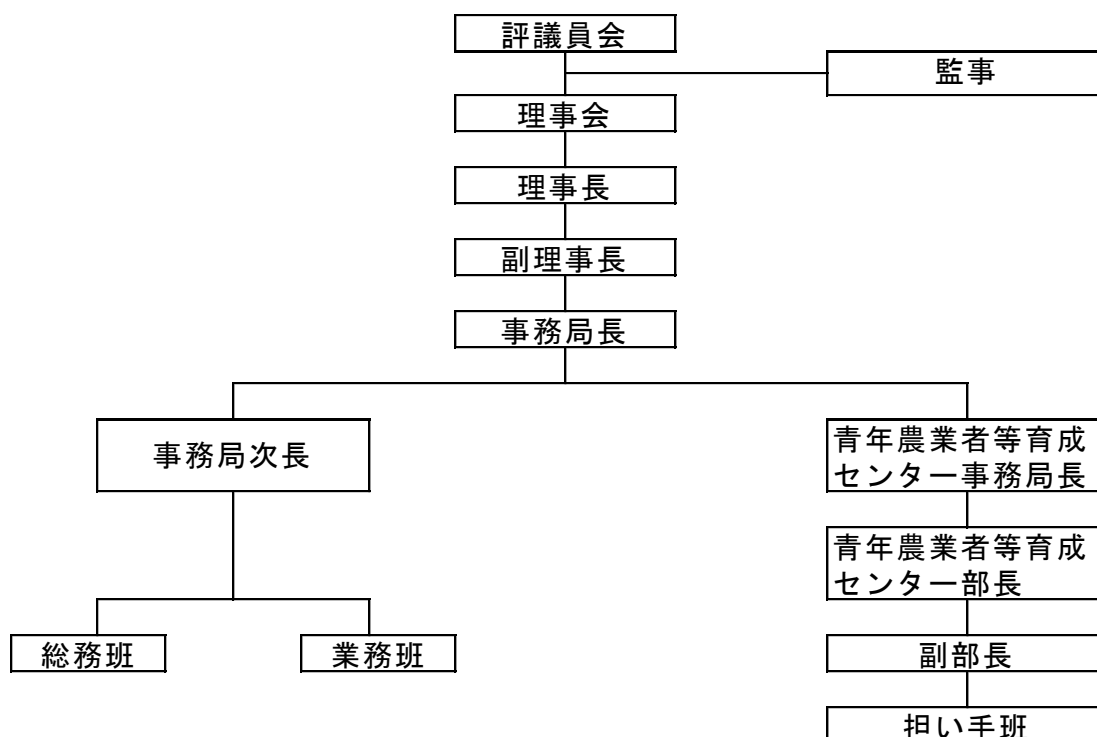 評議員会
監事
理事会
理事長
副理事長
事務局長
事務局次長
青年農業者等育成
センター事務局長
青年農業者等育成
センター部長
総務班
業務班
副部長
担い手班